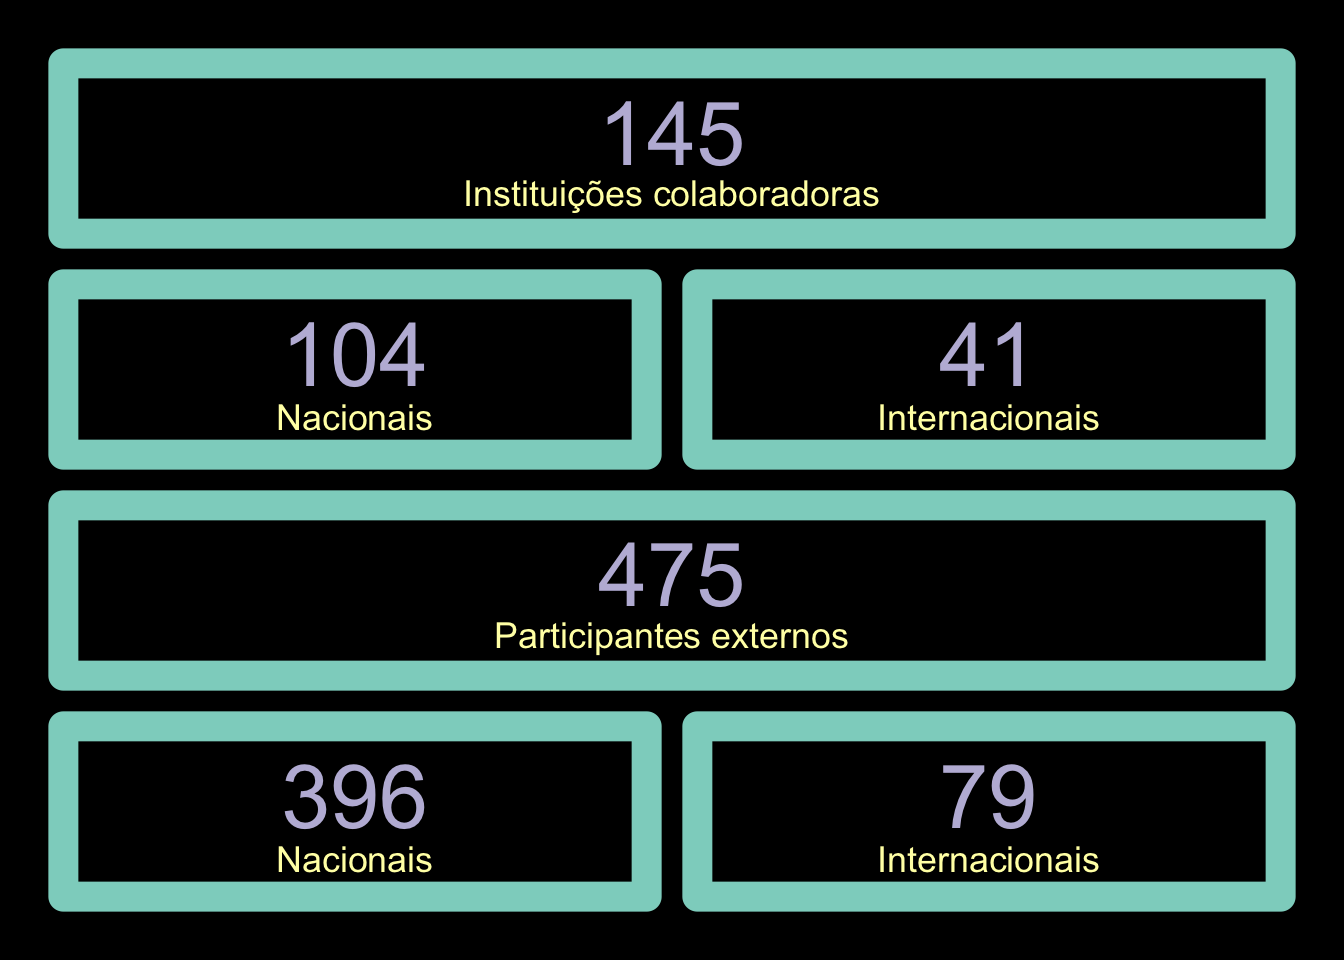 145
Instituições colaboradoras
104
Nacionais
41
Internacionais
475
Participantes externos
396
Nacionais
79
Internacionais